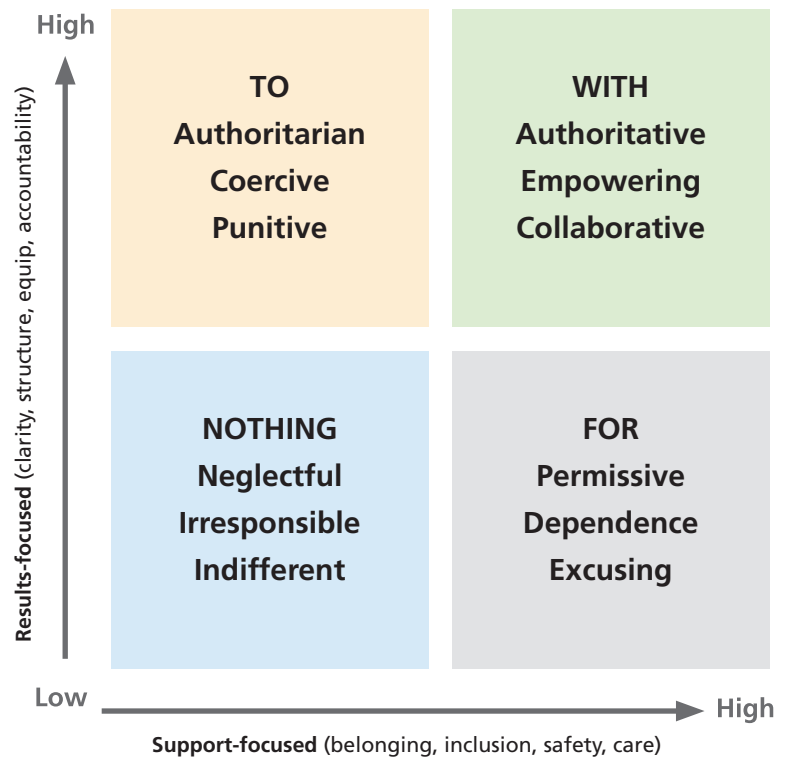 High
Results-focused (clarity, structure, equip, accountability)
TO
Authoritarian
Coercive
Punitive
WITH
Authoritative
Empowering
Collaborative
NOTHING
Neglectful
Irresponsible
Indifferent
FOR
Permissive
Dependence
Excusing
Low
High
Support-focused (belonging, inclusion, safety, care)